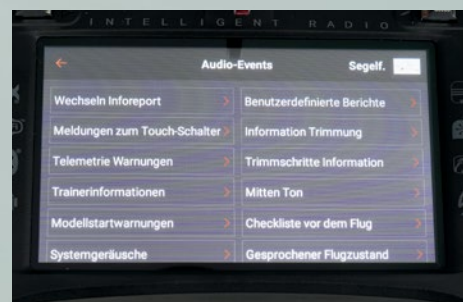 INTELLIGENT RADIO
Audio-Events Segelf.
Wechseln Inforeport
Benutzerdefinierte Berichte
Meldungen zum Touch-Schalter
Information Trimmung
Telemetrie Warnungen
Trimmschritte Information
Trainerinformationen
Mitten Ton
Modellstartwarnungen
Checkliste vor dem Flug
Systemgeräusche
Gesprochener Flugzustand